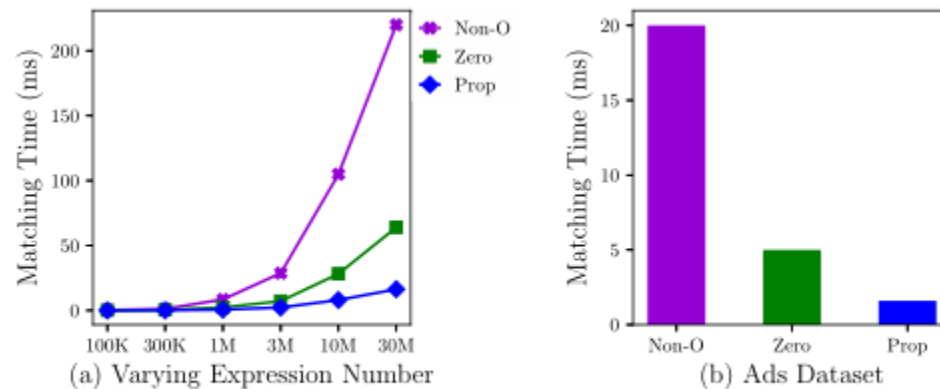 Matching Time (ms)
200
150
100
50
0
100K 300K 1M 3M 10M 30M
(a) Varying Expression Number
Non-O
Zero
Prop
Matching Time (ms)
20
15
10
5
0
Non-O Zero Prop
(b) Ads Dataset